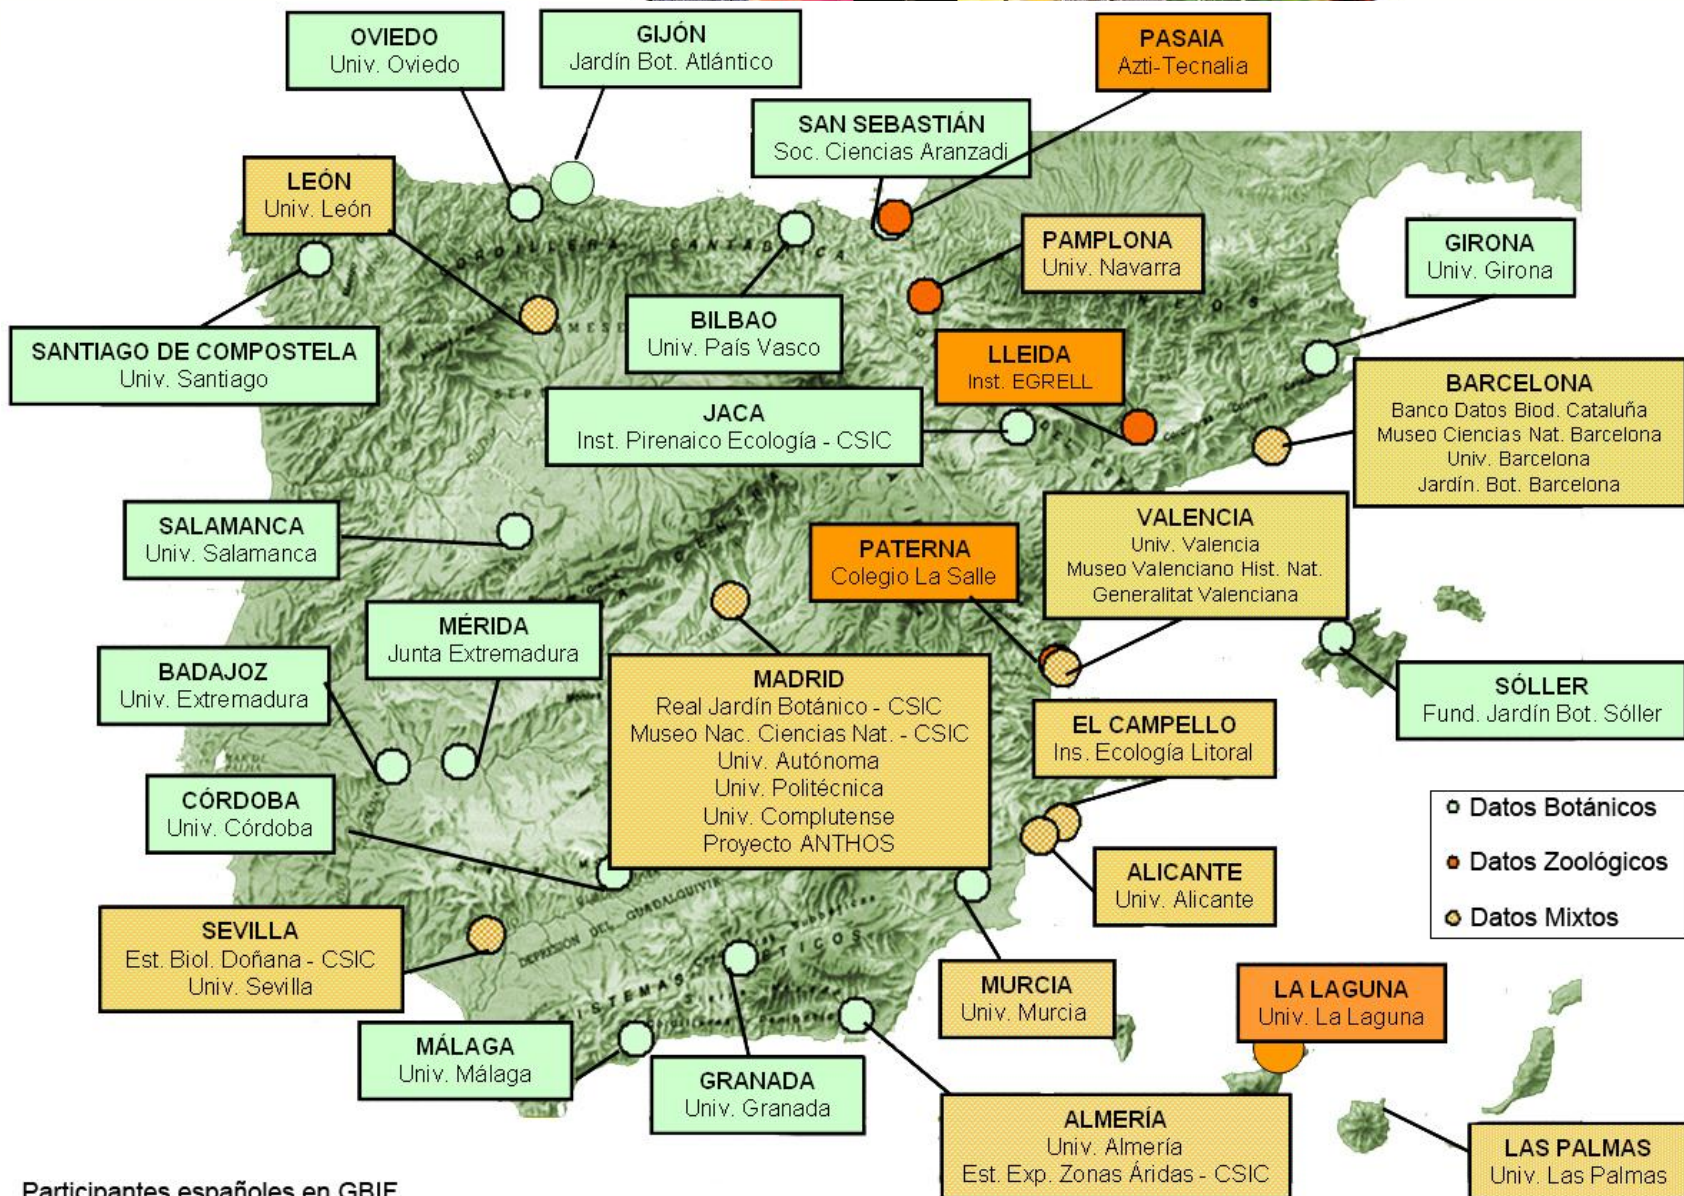 OVIEDO
Univ. Oviedo
GIJÓN
Jardín Bot. Atlántico
PASAIA
Azti-Tecnalia
SAN SEBASTIÁN
Soc. Ciencias Aranzadi
LEÓN
Univ. León
PAMPLONA
Univ. Navarra
GIRONA
Univ. Girona
CORDILLERA CANTÁBRICA
SANTIAGO DE COMPOSTELA
Univ. Santiago
BILBAO
Univ. País Vasco
LLEIDA
Inst. EGRELL
BARCELONA
Banco Datos Biod. Cataluña
Museo Ciencias Nat. Barcelona
Univ. Barcelona
Jardín. Bot. Barcelona
JACA
Inst. Pirenaico Ecología - CSIC
SALAMANCA
Univ. Salamanca
PATERNA
Colegio La Salle
VALENCIA
Univ. Valencia
Museo Valenciano Hist. Nat.
Generalitat Valenciana
MÉRIDA
Junta Extremadura
BADAJOZ
Univ. Extremadura
MADRID
Real Jardín Botánico - CSIC
Museo Nac. Ciencias Nat. - CSIC
Univ. Autónoma
Univ. Politécnica
Univ. Complutense
Proyecto ANTHOS
SÓLLER
Fund. Jardín Bot. Sóller
EL CAMPELLO
Ins. Ecología Litoral
CÓRDOBA
Univ. Córdoba
Datos Botánicos
Datos Zoológicos
Datos Mixtos
ALICANTE
Univ. Alicante
DEPRESIÓN DEL GUADALQUIVIR
SEVILLA
Est. Biol. Doñana - CSIC
Univ. Sevilla
MURCIA
Univ. Murcia
LA LAGUNA
Univ. La Laguna
MÁLAGA
Univ. Málaga
GRANADA
Univ. Granada
ALMERÍA
Univ. Almería
Est. Exp. Zonas Áridas - CSIC
LAS PALMAS
Univ. Las Palmas
Participantes españoles en GBIF